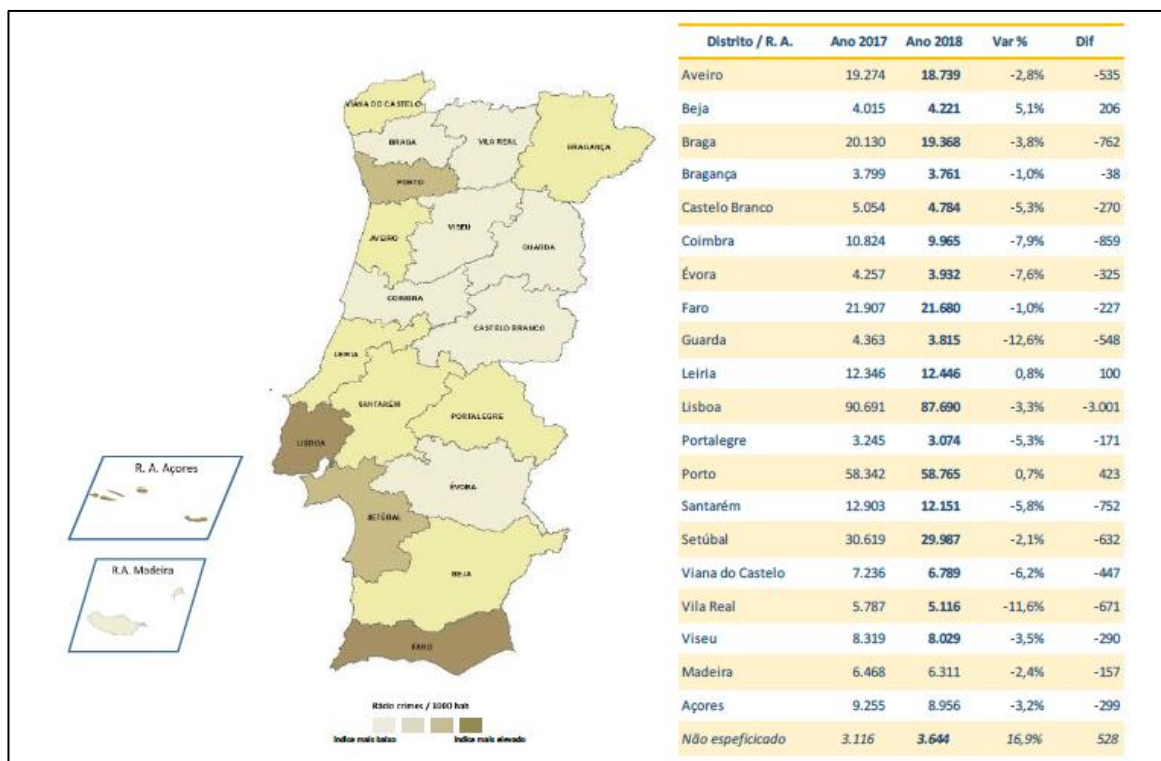 VIANA DO CASTELO
BRAGA
VILA REAL
BRAGANÇA
PORTO
AVEIRO
VISEU
GUARDA
COIMBRA
CASTELO BRANCO
LEIRIA
SANTARÉM
PORTALEGRE
LISBOA
ÉVORA
SETÚBAL
BEJA
FARO
R. A. Açores
R.A. Madeira
Rácio crimes / 1000 hab
Indice mais baixo Indice mais elevado
Distrito / R. A. Ano 2017 Ano 2018 Var % Dif
Aveiro 19.274 18.739 -2,8% -535
Beja 4.015 4.221 5,1% 206
Braga 20.130 19.368 -3,8% -762
Bragança 3.799 3.761 -1,0% -38
Castelo Branco 5.054 4.784 -5,3% -270
Coimbra 10.824 9.965 -7,9% -859
Évora 4.257 3.932 -7,6% -325
Faro 21.907 21.680 -1,0% -227
Guarda 4.363 3.815 -12,6% -548
Leiria 12.346 12.446 0,8% 100
Lisboa 90.691 87.690 -3,3% -3.001
Portalegre 3.245 3.074 -5,3% -171
Porto 58.342 58.765 0,7% 423
Santarém 12.903 12.151 -5,8% -752
Setúbal 30.619 29.987 -2,1% -632
Viana do Castelo 7.236 6.789 -6,2% -447
Vila Real 5.787 5.116 -11,6% -671
Viseu 8.319 8.029 -3,5% -290
Madeira 6.468 6.311 -2,4% -157
Açores 9.255 8.956 -3,2% -299
Não espeficicado 3.116 3.644 16,9% 528